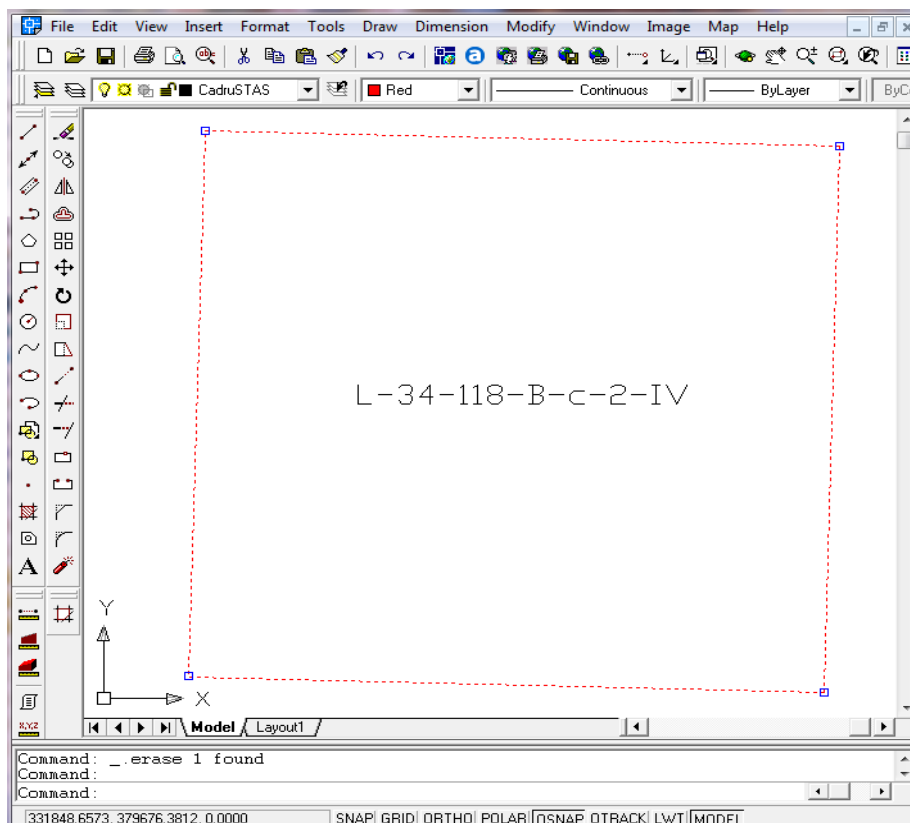 File Edit View Insert Format Tools Draw Dimension Modify Window Image Map Help
CadruSTAS Red Continuous ByLayer
L-34-118-B-c-2-IV
Y
X
A
X,Y,Z
Model Layout1
Command: _.erase 1 found
Command:
Command:
331848.6573, 379676.3812, 0.0000 SNAP GRID ORTHO POLAR OSNAP OTRACK LWT MODEL